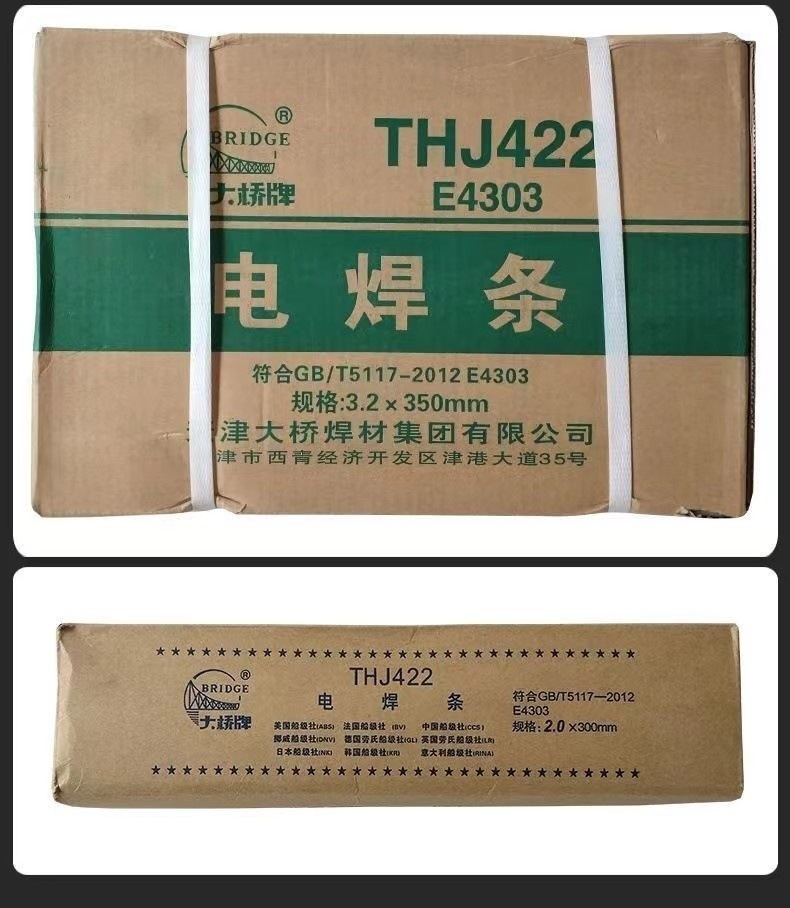 BRIDGE®
大桥牌
THJ422
E4303
电焊条
符合GB/T5117-2012 E4303
规格:3.2×350mm
津大桥焊材集团有限公司
津市西青经济开发区津港大道35号
★★★★★★★★★★★★★★★★★★★★★★★★★★★★★★
BRIDGE®
大桥牌
THJ422
电 焊 条
美国船级社(ABS) 法国船级社 (BV) 中国船级社(CCS)
挪威船级社(DNV) 德国劳氏船级社(GL) 英国劳氏船级社(LR)
日本船级社(NK) 韩国船级社(KR) 意大利船级社(RINA)
符合GB/T5117—2012
E4303
规格: 2.0 ×300mm
★★★★★★★★★★★★★★★★★★★★★★★★★★★★★★